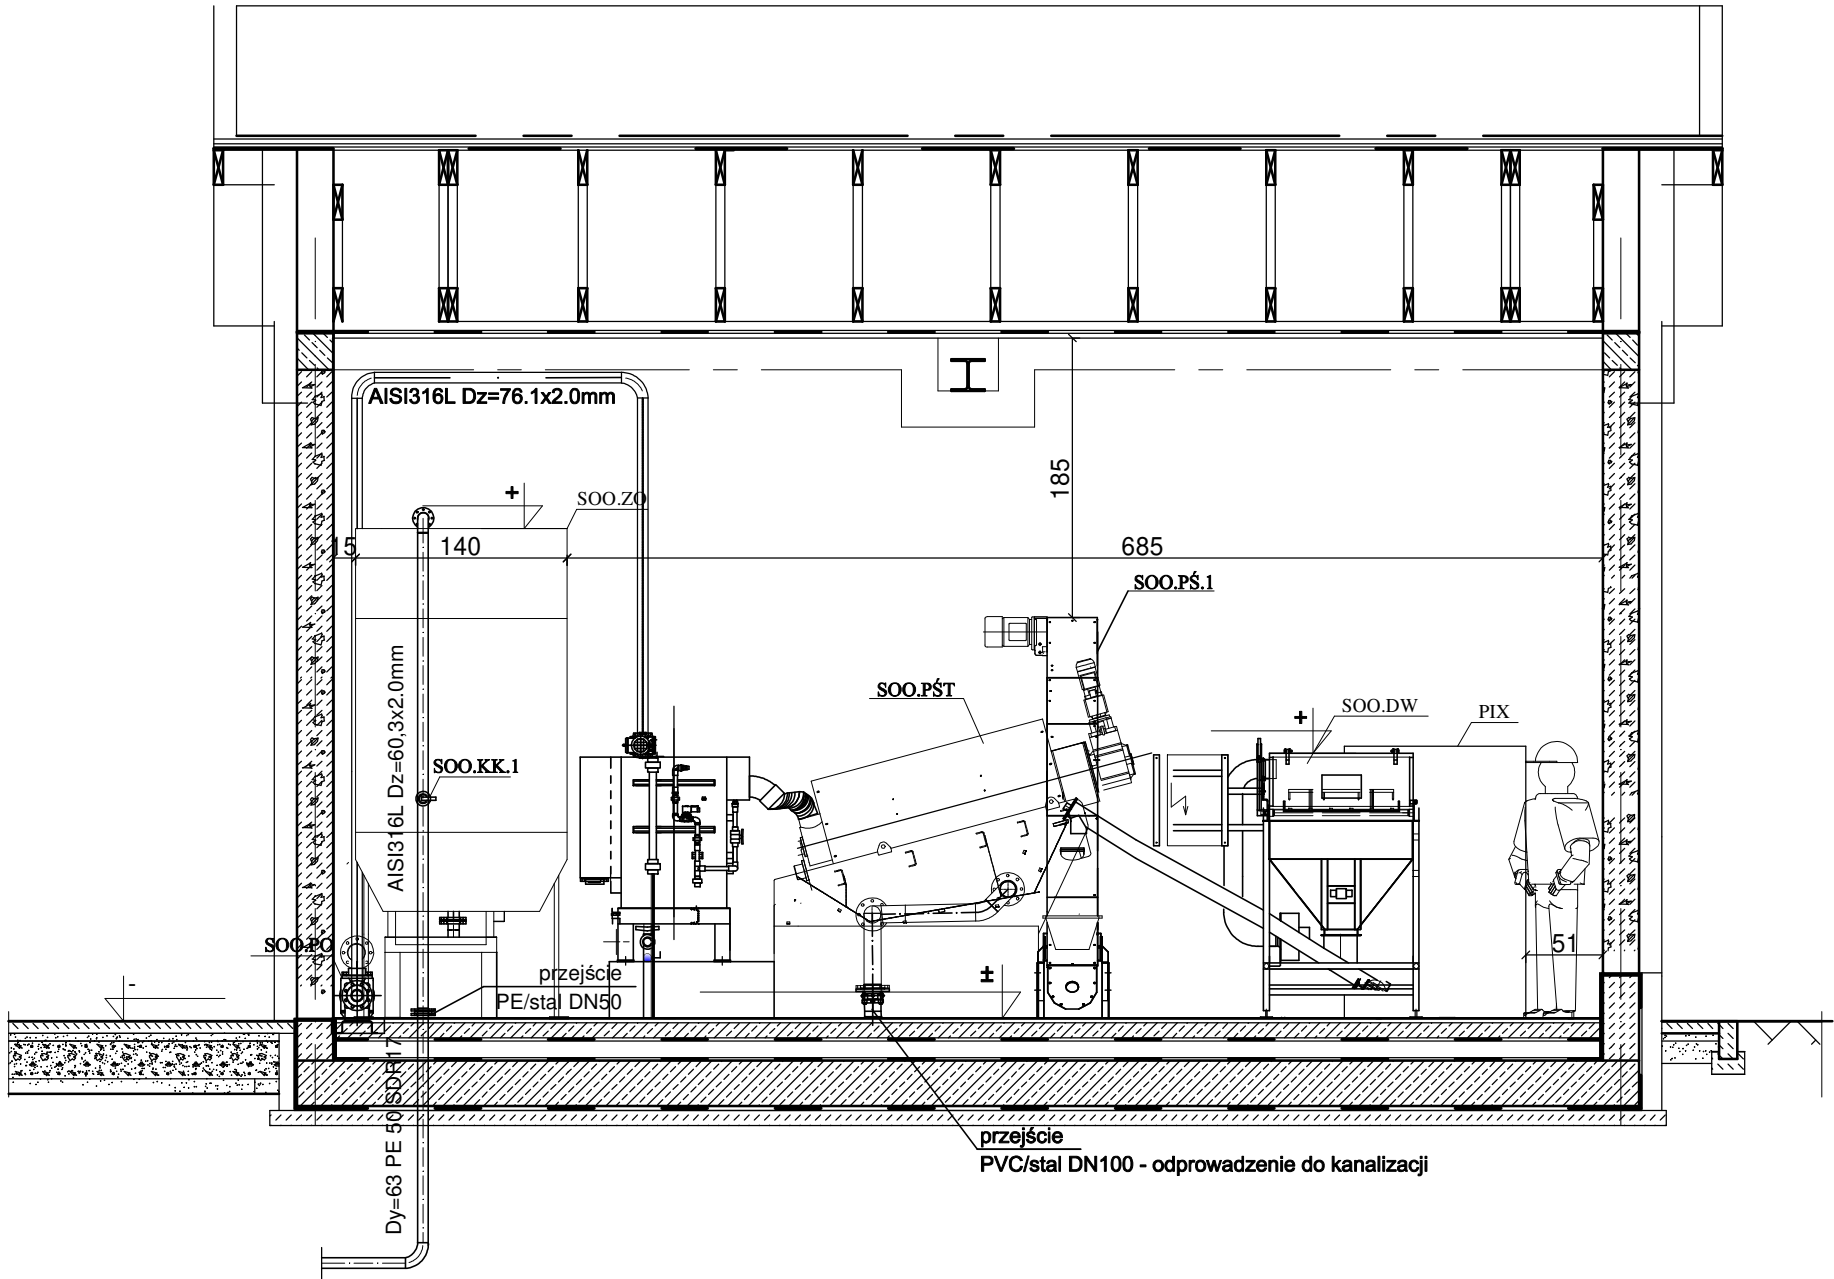 AISI316L Dz=76.1x2.0mm
185
+
SOO.ZO
15
140
685
SOO.PŚ.1
AISI316L Dz=60,3x2.0mm
SOO.PŚT
SOO.DW
PIX
+
SOO.KK.1
SOO.PO
51
przejście
PE/stal DN50
±
-
Dy=63 PE 50 SDR17
przejście
PVC/stal DN100 - odprowadzenie do kanalizacji